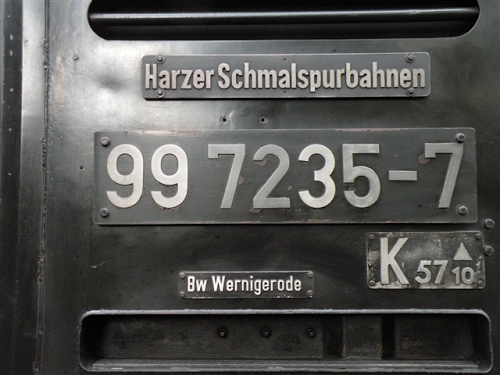 Harzer Schmalspurbahnen
99 7235-7
K 57 10
Bw Wernigerode